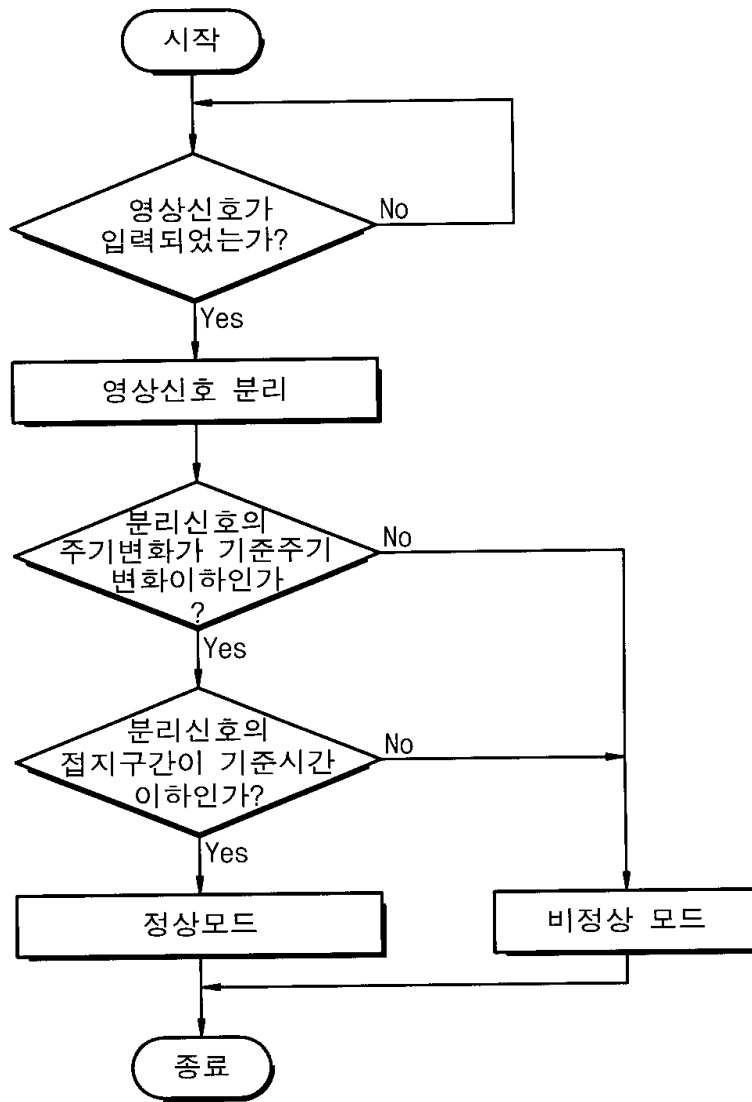 시작
영상신호가
입력되었는가?
No
Yes
영상신호 분리
분리신호의
주기변화가 기준주기
변화이하인가
?
No
Yes
분리신호의
접지구간이 기준시간
이하인가?
No
Yes
정상모드
비정상 모드
종료